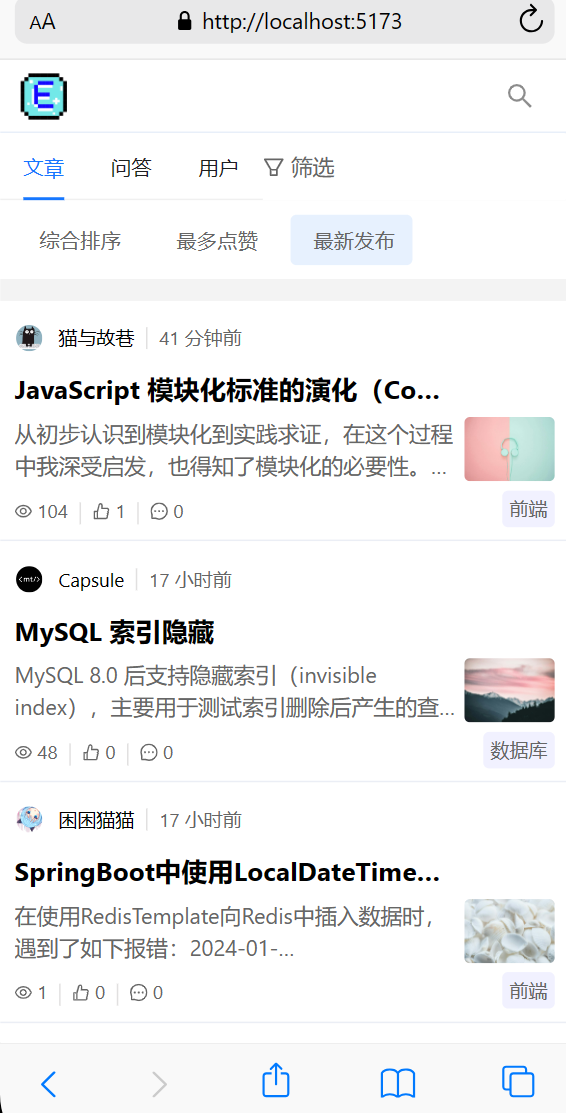 AA http://localhost:5173
E
文章 问答 用户 筛选
综合排序 最多点赞 最新发布
猫与故巷 41 分钟前
JavaScript 模块化标准的演化（Co...
从初步认识到模块化到实践求证，在这个过程
中我深受启发，也得知了模块化的必要性。...
104 1 0 前端
<mt/> Capsule 17 小时前
MySQL 索引隐藏
MySQL 8.0 后支持隐藏索引（invisible
index），主要用于测试索引删除后产生的查...
48 0 0 数据库
困困猫猫 17 小时前
SpringBoot中使用LocalDateTime...
在使用RedisTemplate向Redis中插入数据时，
遇到了如下报错：2024-01-...
1 0 0 前端